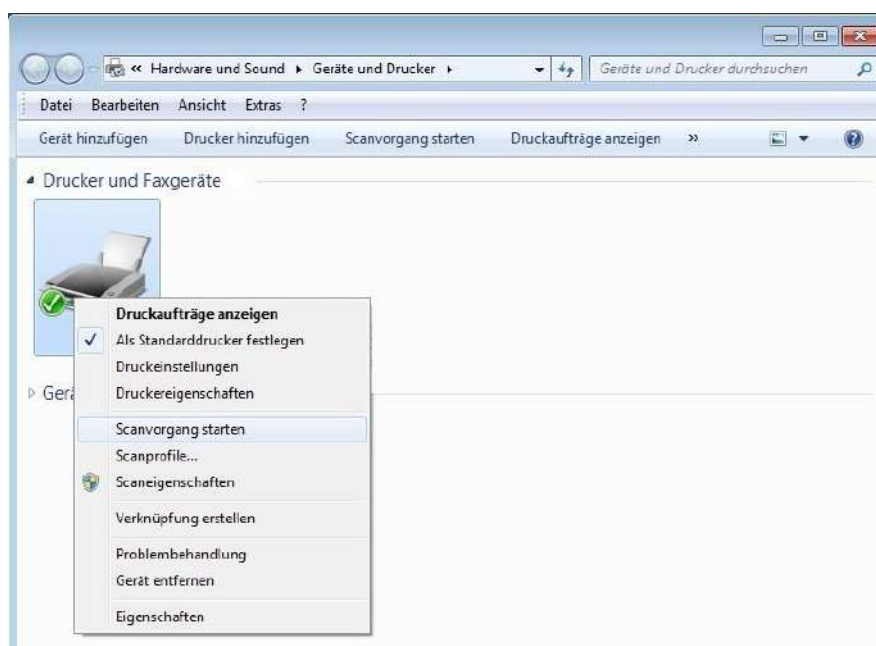 « Hardware und Sound ▸ Geräte und Drucker ▸ Geräte und Drucker durchsuchen
Datei Bearbeiten Ansicht Extras ?
Gerät hinzufügen Drucker hinzufügen Scanvorgang starten Druckaufträge anzeigen »
Drucker und Faxgeräte
Druckaufträge anzeigen
Als Standarddrucker festlegen
Druckeinstellungen
Druckereigenschaften
Scanvorgang starten
Scanprofile...
Scaneigenschaften
Verknüpfung erstellen
Problembehandlung
Gerät entfernen
Eigenschaften